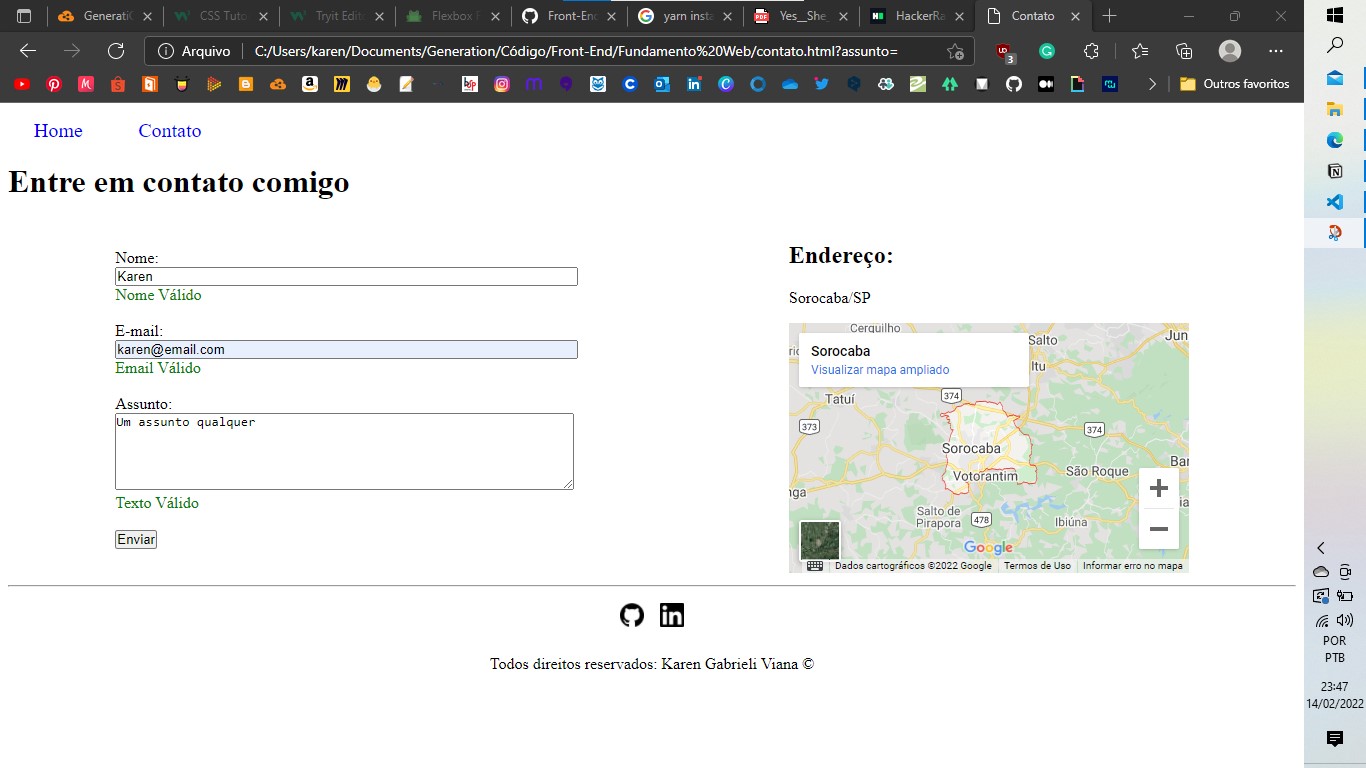 Generati
CSS Tuto
Tryit Edit
Flexbox F
Front-End
yarn insta
Yes__She_
HackerRa
Contato
Arquivo
C:/Users/karen/Documents/Generation/Código/Front-End/Fundamento%20Web/contato.html?assunto=
3
Outros favoritos
Home
Contato
Entre em contato comigo
Nome:
Karen
Nome Válido
E-mail:
karen@email.com
Email Válido
Assunto:
Um assunto qualquer
Texto Válido
Enviar
Endereço:
Sorocaba/SP
Cerquilho
Sorocaba
Visualizar mapa ampliado
Salto
Jun
Itu
Tatuí
374
373
374
Sorocaba
Votorantim
São Roque
Bar
nga
Salto de
Pirapora
478
Ibiúna
ia
Google
Dados cartográficos ©2022 Google
Termos de Uso
Informar erro no mapa
Todos direitos reservados: Karen Gabrieli Viana ©
POR
PTB
23:47
14/02/2022